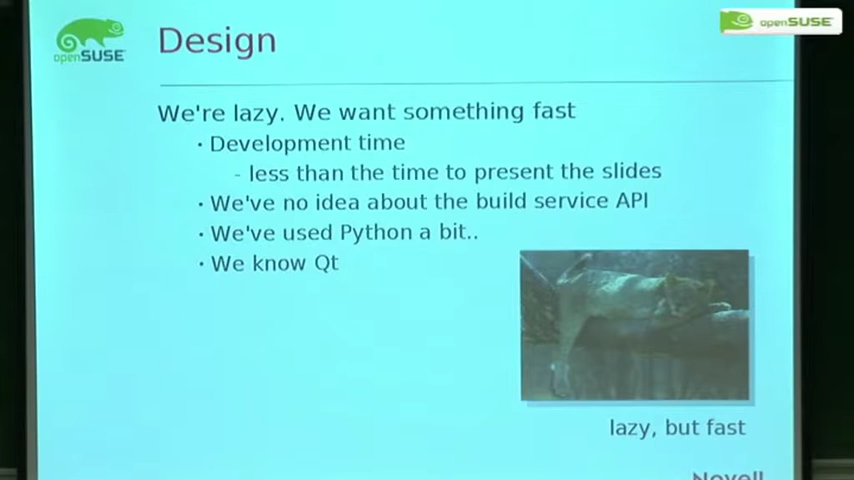 openSUSE
Design
openSUSE
We're lazy. We want something fast
· Development time
- less than the time to present the slides
· We've no idea about the build service API
· We've used Python a bit..
· We know Qt
lazy, but fast
Novell